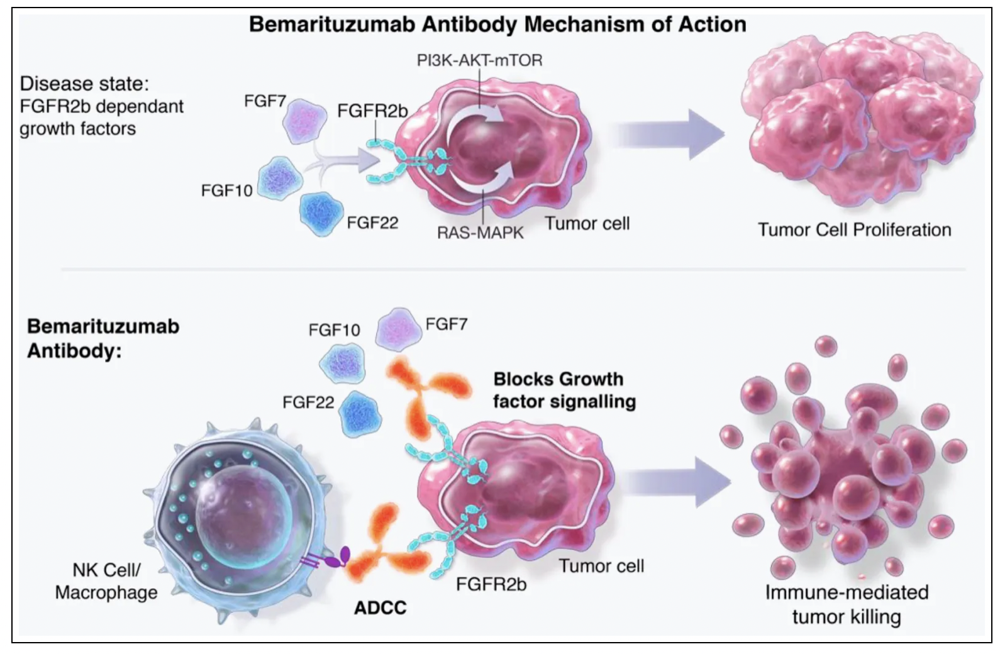 Bemarituzumab Antibody Mechanism of Action
PI3K-AKT-mTOR
Disease state:
FGFR2b dependant
growth factors
FGF7
FGFR2b
FGF10
FGF22
RAS-MAPK
Tumor cell
Tumor Cell Proliferation
Bemarituzumab
Antibody:
FGF10
FGF7
FGF22
Blocks Growth
factor signalling
NK Cell/
Macrophage
ADCC
FGFR2b
Tumor cell
Immune-mediated
tumor killing